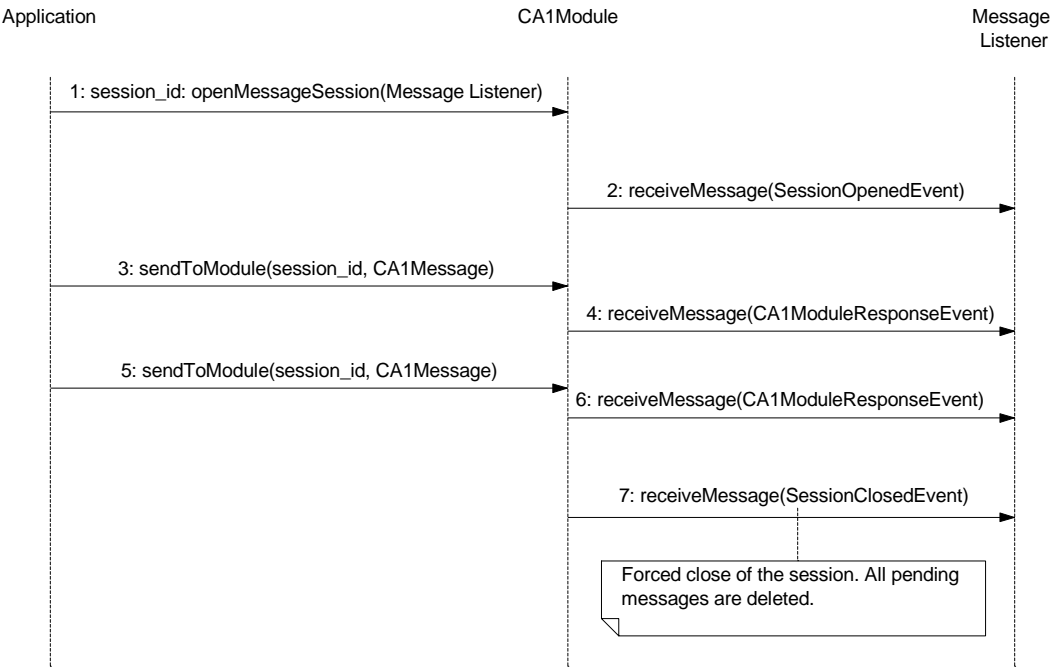 Application
CA1Module
Message
Listener
1: session_id: openMessageSession(Message Listener)
2: receiveMessage(SessionOpenedEvent)
3: sendToModule(session_id, CA1Message)
4: receiveMessage(CA1ModuleResponseEvent)
5: sendToModule(session_id, CA1Message)
6: receiveMessage(CA1ModuleResponseEvent)
7: receiveMessage(SessionClosedEvent)
Forced close of the session. All pending
messages are deleted.